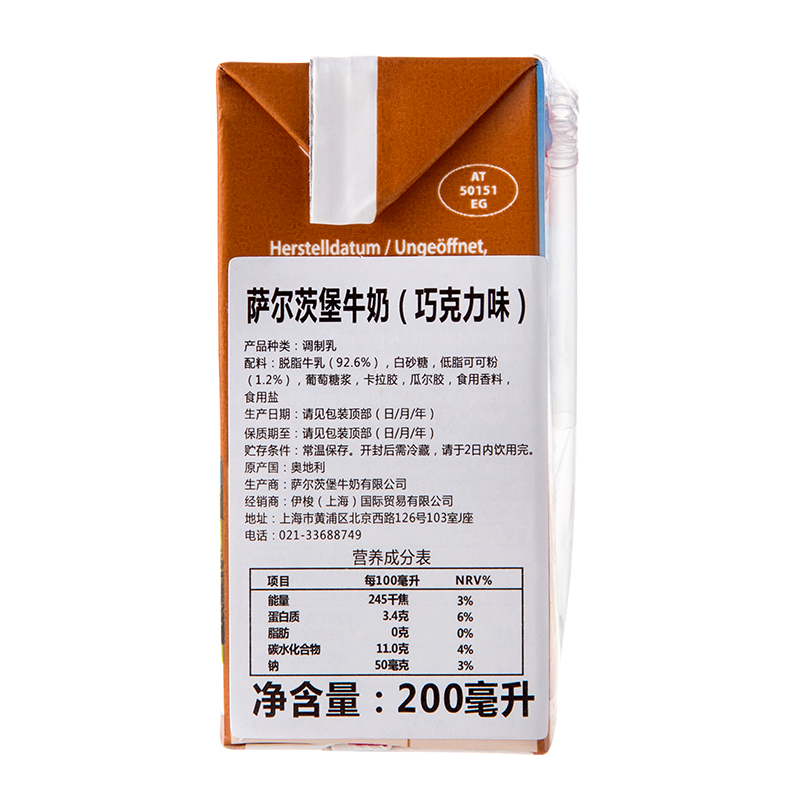 AT
50151
EG
Herstelldatum / Ungeöffnet,
萨尔茨堡牛奶（巧克力味）
产品种类：调制乳
配料：脱脂牛乳（92.6%），白砂糖，低脂可可粉
（1.2%），葡萄糖浆，卡拉胶，瓜尔胶，食用香料，
食用盐
生产日期：请见包装顶部（日/月/年）
保质期至：请见包装顶部（日/月/年）
贮存条件：常温保存。开封后需冷藏，请于2日内饮用完。
原产国：奥地利
生产商：萨尔茨堡牛奶有限公司
经销商：伊梭（上海）国际贸易有限公司
地址：上海市黄浦区北京西路126号103室J座
电话：021-33688749
营养成分表
项目 每100毫升 NRV%
能量 245千焦 3%
蛋白质 3.4克 6%
脂肪 0克 0%
碳水化合物 11.0克 4%
钠 50毫克 3%
净含量：200毫升